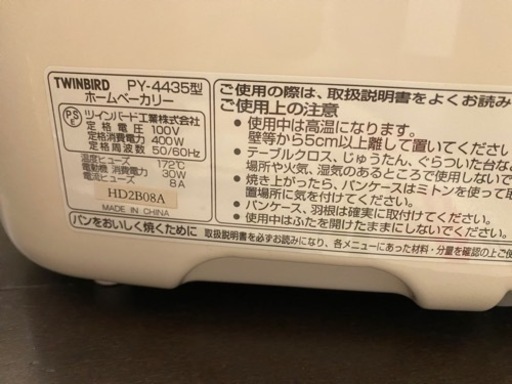 TWINBIRD PY-4435型
ホームベーカリー
PSE ツインバード工業株式会社
定格電圧 100V
定格消費電力 400W
定格周波数 50/60Hz
温度ヒューズ 172℃
電動機 消費電力 30W
電流ヒューズ 8A
HD2B08A
MADE IN CHINA
パンをおいしく焼くために 取扱説明書を必ずお読みになり、各メニューにあった材料・分量を確認の上ご使
ご使用の際は、取扱説明書をよくお読み
ご使用上の注意
• 使用中は高温になります。
壁等から5cm以上離して置いてください
• テーブルクロス、じゅうたん、ぐらついた台など
場所や火気、湿気のあるところで使用しないで
• 焼き上がったら、パンケースはミトンを使って取
置場所に気を付けてください。
• パンケース、羽根は確実に取付けてください。
• 使用中はふたを開けたままにしないでください。